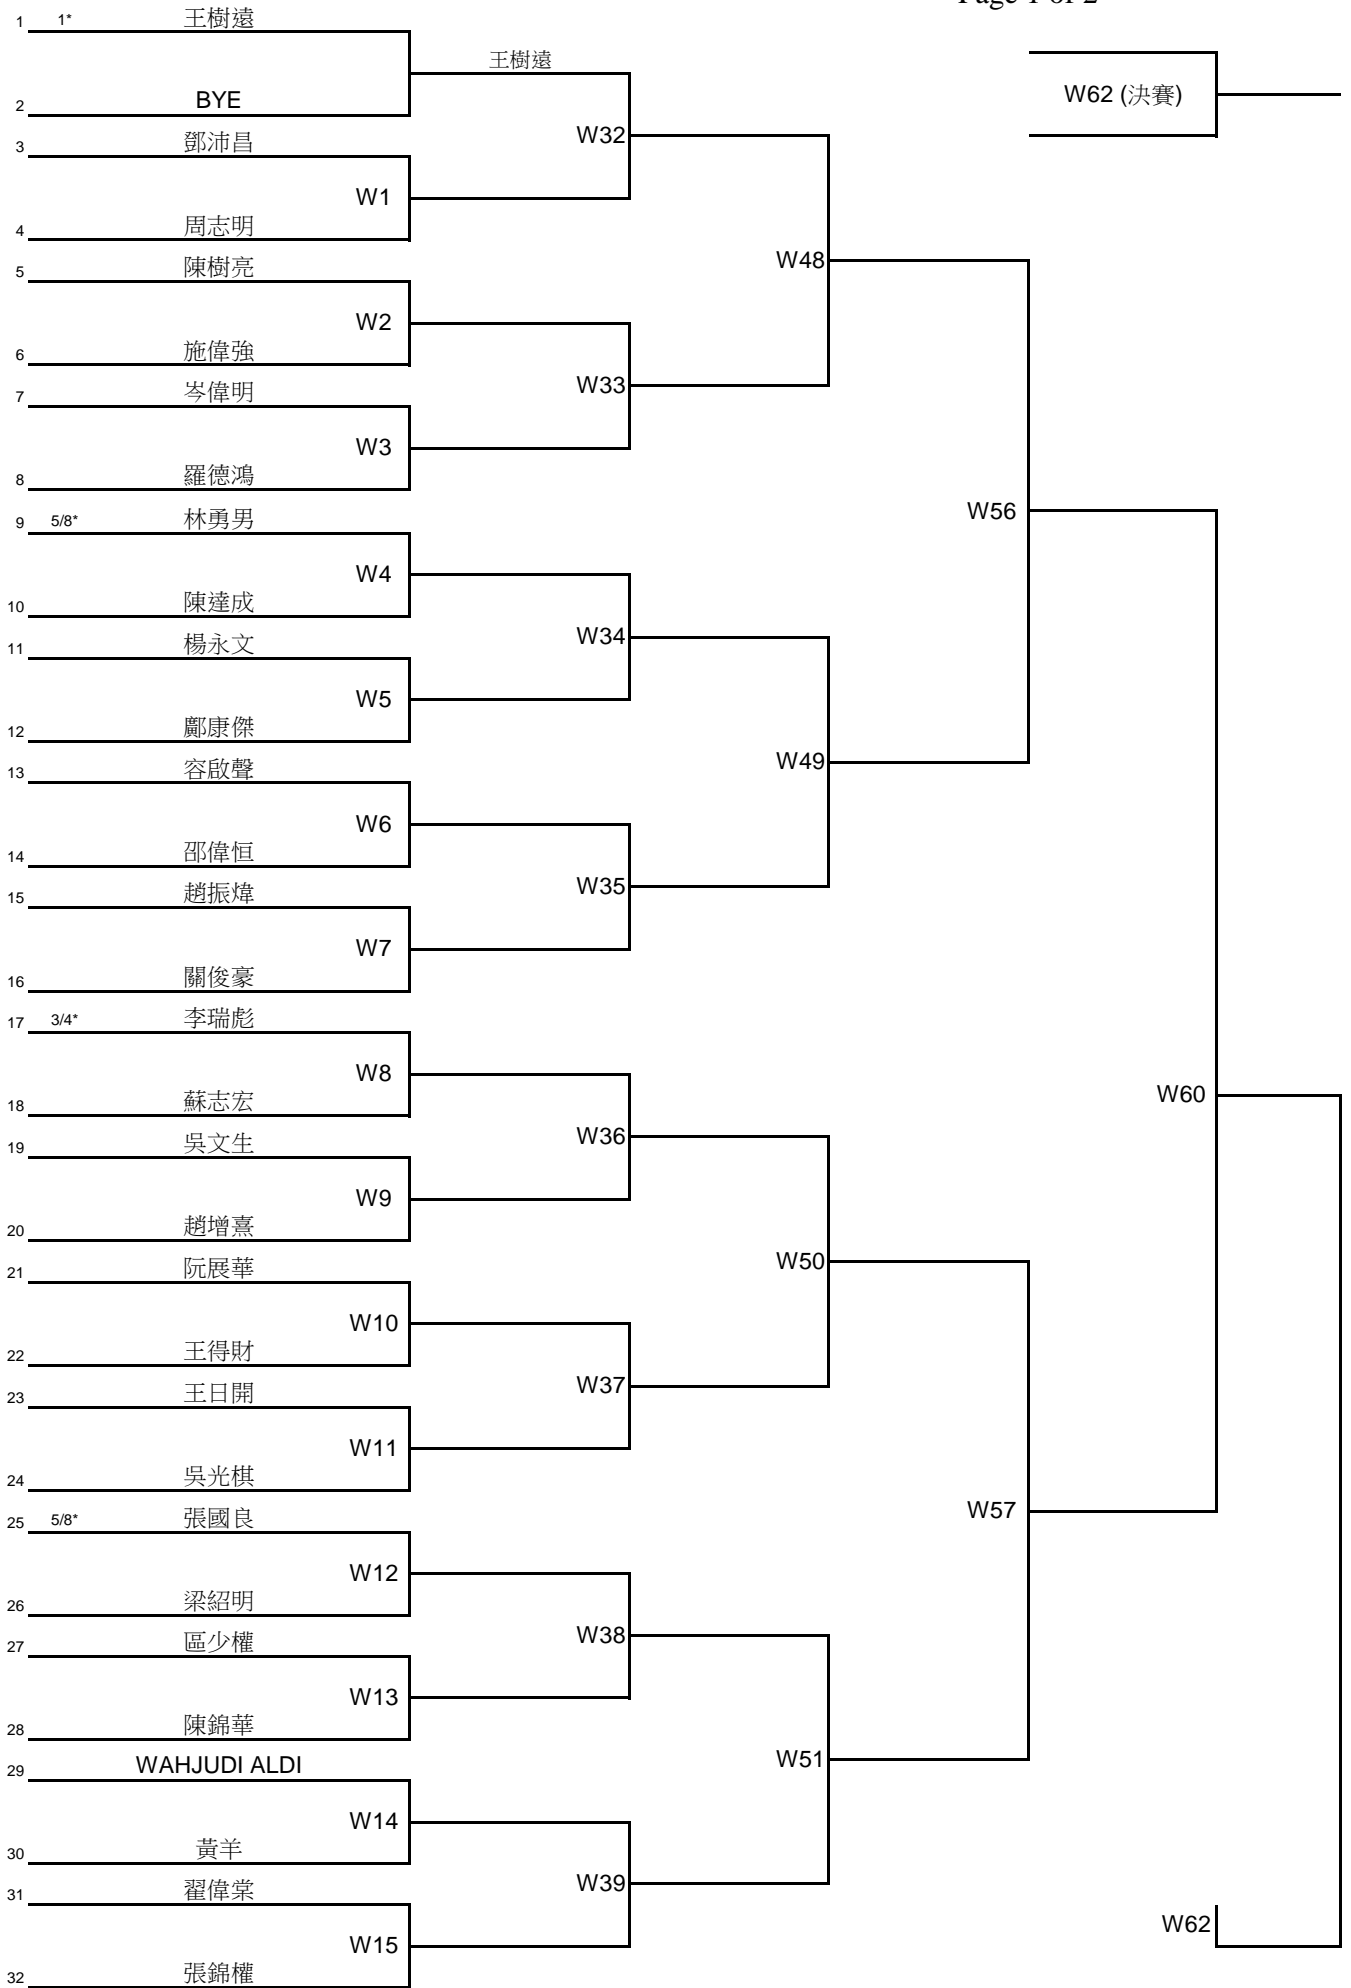 Page 1 of 2
1 1* 王樹遠
王樹遠
W62 (決賽)
2 BYE
W32
3 鄧沛昌
W1
4 周志明
W48
5 陳樹亮
W2
6 施偉強
W33
7 岑偉明
W3
8 羅德鴻
W56
9 5/8* 林勇男
W4
10 陳達成
W34
11 楊永文
W5
12 鄺康傑
W49
13 容啟聲
W6
14 邵偉恒
W35
15 趙振煒
W7
16 關俊豪
17 3/4* 李瑞彪
W8
W60
18 蘇志宏
W36
19 吳文生
W9
20 趙增熹
W50
21 阮展華
W10
22 王得財
W37
23 王日開
W11
24 吳光棋
W57
25 5/8* 張國良
W12
26 梁紹明
W38
27 區少權
W13
28 陳錦華
W51
29 WAHJUDI ALDI
W14
30 黃羊
W39
31 翟偉棠
W62
W15
32 張錦權